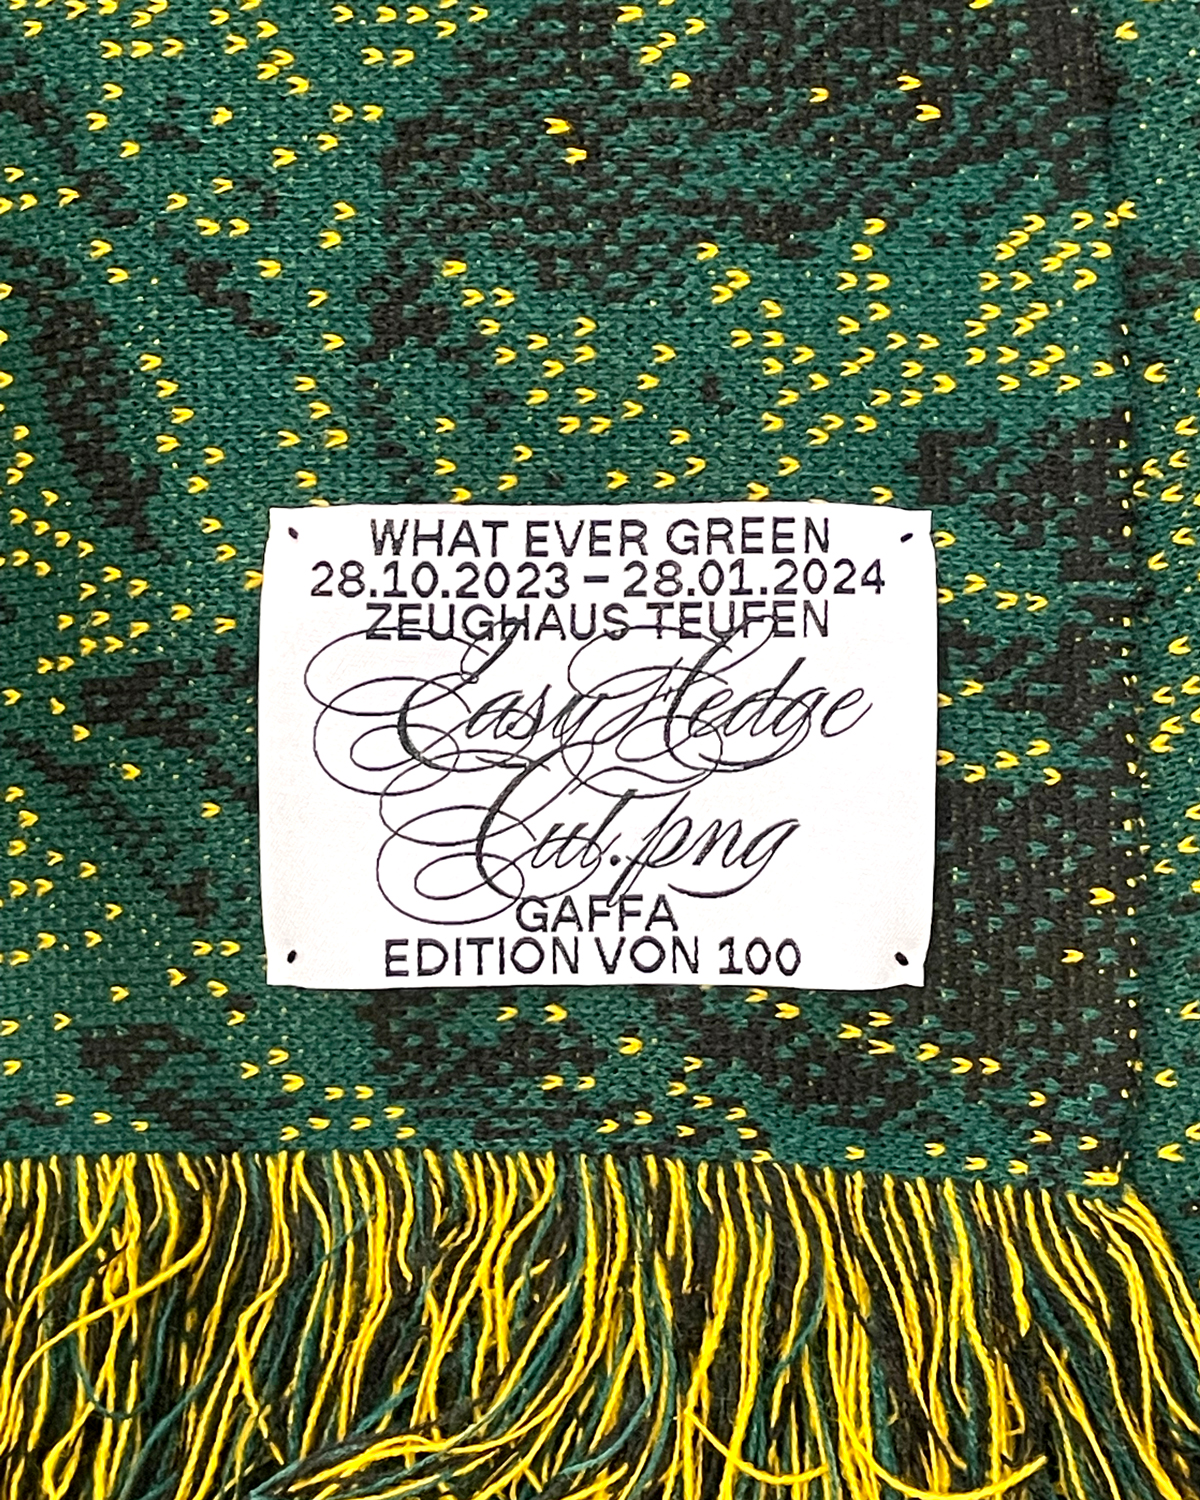 WHAT EVER GREEN
28.10.2023 – 28.01.2024
ZEUGHAUS TEUFEN
Easy Hedge
Cut.png
GAFFA
EDITION VON 100